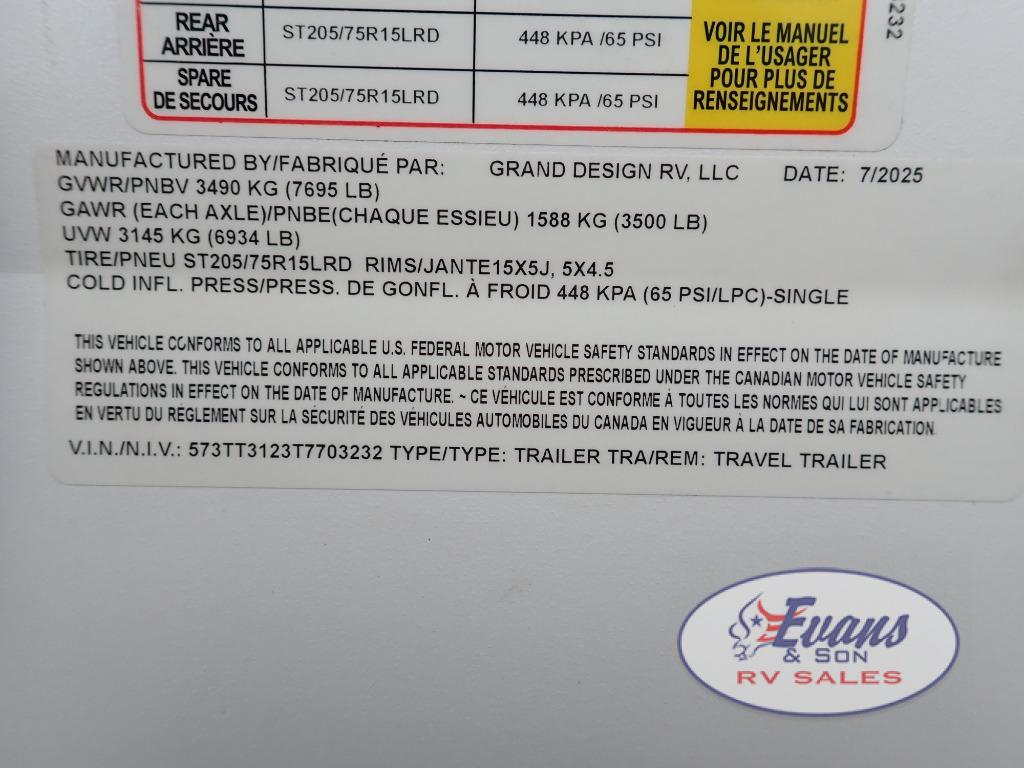 REAR ST205/75R15LRD 448 KPA /65 PSI
ARRIÈRE
SPARE ST205/75R15LRD 448 KPA /65 PSI
DE SECOURS
VOIR LE MANUEL
DE L'USAGER
POUR PLUS DE
RENSEIGNEMENTS
MANUFACTURED BY/FABRIQUÉ PAR: GRAND DESIGN RV, LLC DATE: 7/2025
GVWR/PNBV 3490 KG (7695 LB)
GAWR (EACH AXLE)/PNBE(CHAQUE ESSIEU) 1588 KG (3500 LB)
UVW 3145 KG (6934 LB)
TIRE/PNEU ST205/75R15LRD RIMS/JANTE15X5J, 5X4.5
COLD INFL. PRESS/PRESS. DE GONFL. À FROID 448 KPA (65 PSI/LPC)-SINGLE
THIS VEHICLE CONFORMS TO ALL APPLICABLE U.S. FEDERAL MOTOR VEHICLE SAFETY STANDARDS IN EFFECT ON THE DATE OF MANUFACTURE
SHOWN ABOVE. THIS VEHICLE CONFORMS TO ALL APPLICABLE STANDARDS PRESCRIBED UNDER THE CANADIAN MOTOR VEHICLE SAFETY
REGULATIONS IN EFFECT ON THE DATE OF MANUFACTURE. ~ CE VÉHICULE EST CONFORME À TOUTES LES NORMES QUI LUI SONT APPLICABLES
EN VERTU DU RÉGLEMENT SUR LA SÉCURITÉ DES VÉHICULES AUTOMOBILES DU CANADA EN VIGUEUR À LA DATE DE SA FABRICATION.
V.I.N./N.I.V.: 573TT3123T7703232 TYPE/TYPE: TRAILER TRA/REM: TRAVEL TRAILER
Evans
& SON
RV SALES